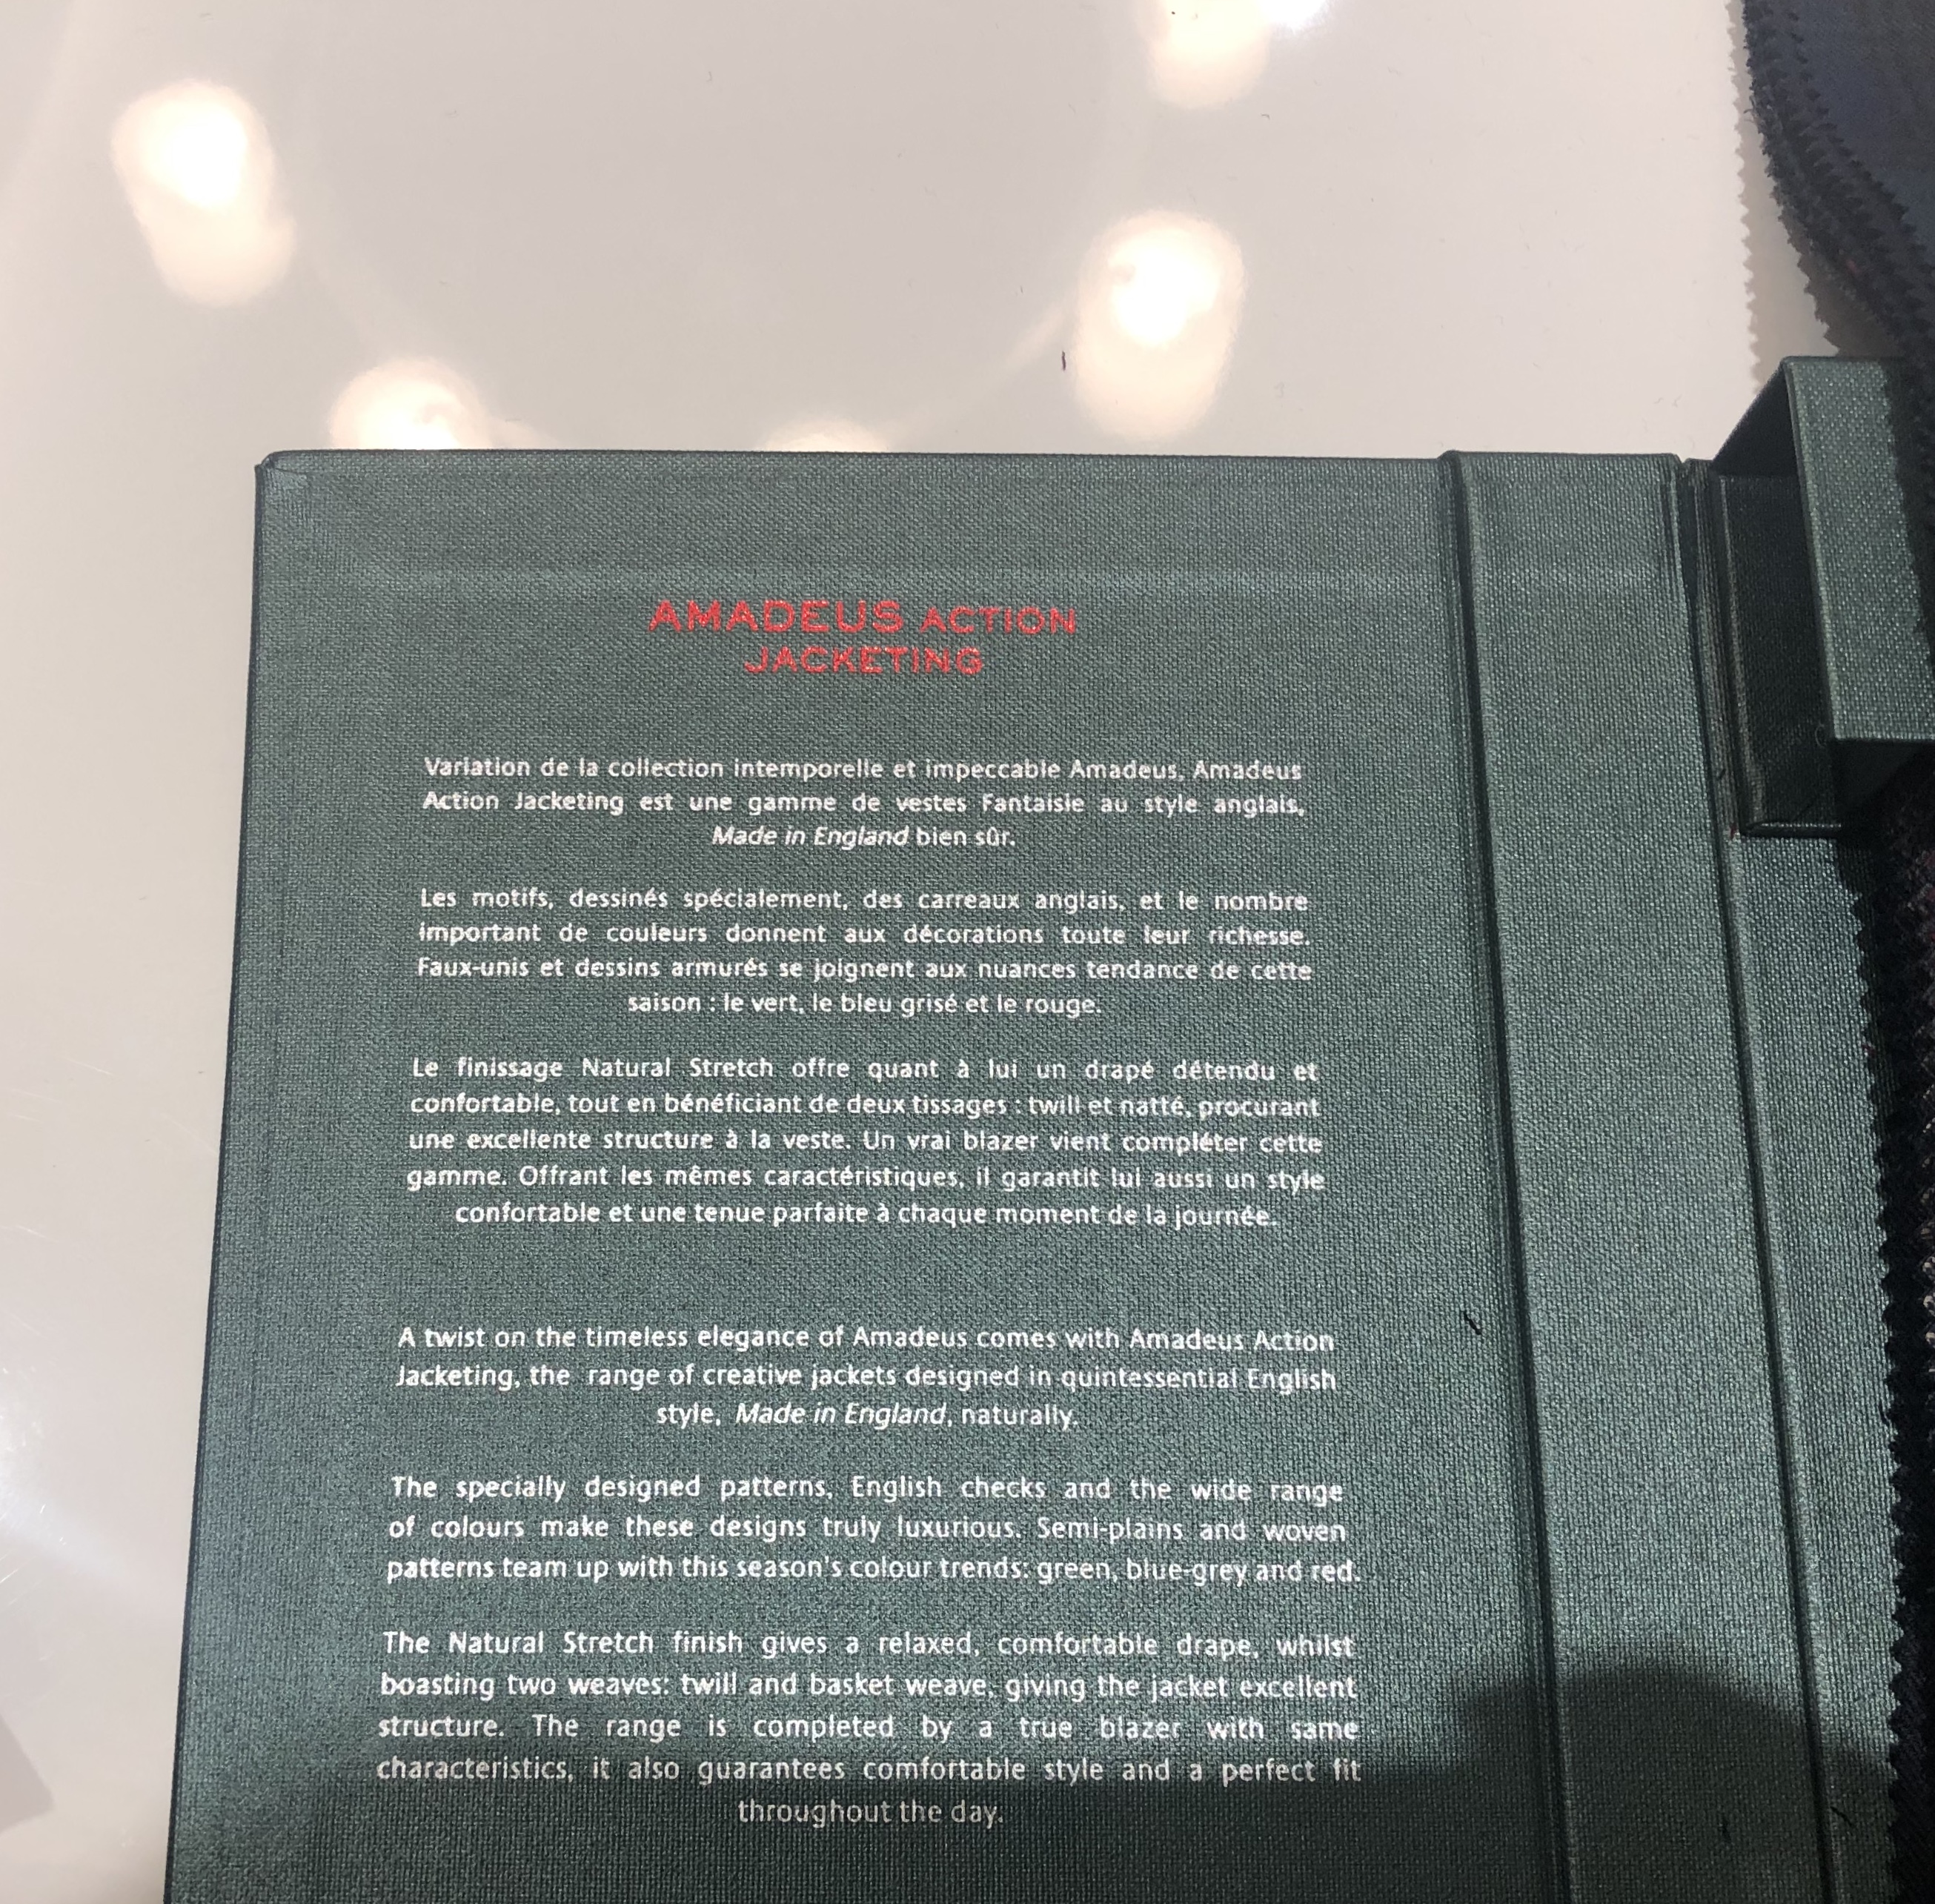 AMADEUS ACTION
JACKETING
Variation de la collection intemporelle et impeccable Amadeus, Amadeus
Action Jacketing est une gamme de vestes Fantaisie au style anglais,
Made in England bien sûr.
Les motifs, dessinés spécialement, des carreaux anglais, et le nombre
important de couleurs donnent aux décorations toute leur richesse.
Faux-unis et dessins armurés se joignent aux nuances tendance de cette
saison : le vert, le bleu grisé et le rouge.
Le finissage Natural Stretch offre quant à lui un drapé détendu et
confortable, tout en bénéficiant de deux tissages : twill et natté, procurant
une excellente structure à la veste. Un vrai blazer vient compléter cette
gamme. Offrant les mêmes caractéristiques, il garantit lui aussi un style
confortable et une tenue parfaite à chaque moment de la journée.
A twist on the timeless elegance of Amadeus comes with Amadeus Action
Jacketing, the range of creative jackets designed in quintessential English
style, Made in England, naturally.
The specially designed patterns, English checks and the wide range
of colours make these designs truly luxurious. Semi-plains and woven
patterns team up with this season's colour trends: green, blue-grey and red.
The Natural Stretch finish gives a relaxed, comfortable drape, whilst
boasting two weaves: twill and basket weave, giving the jacket excellent
structure. The range is completed by a true blazer with same
characteristics, it also guarantees comfortable style and a perfect fit
throughout the day.